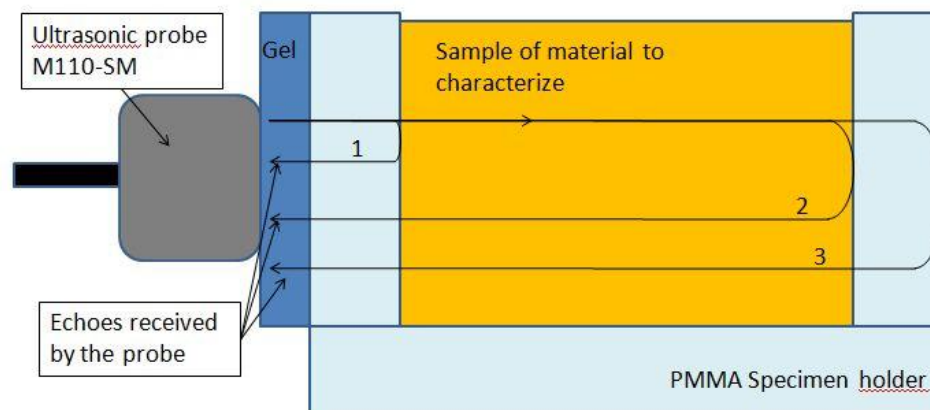 Ultrasonic probe
M110-SM
Gel
Sample of material to
characterize
1
2
3
Echoes received
by the probe
PMMA Specimen holder